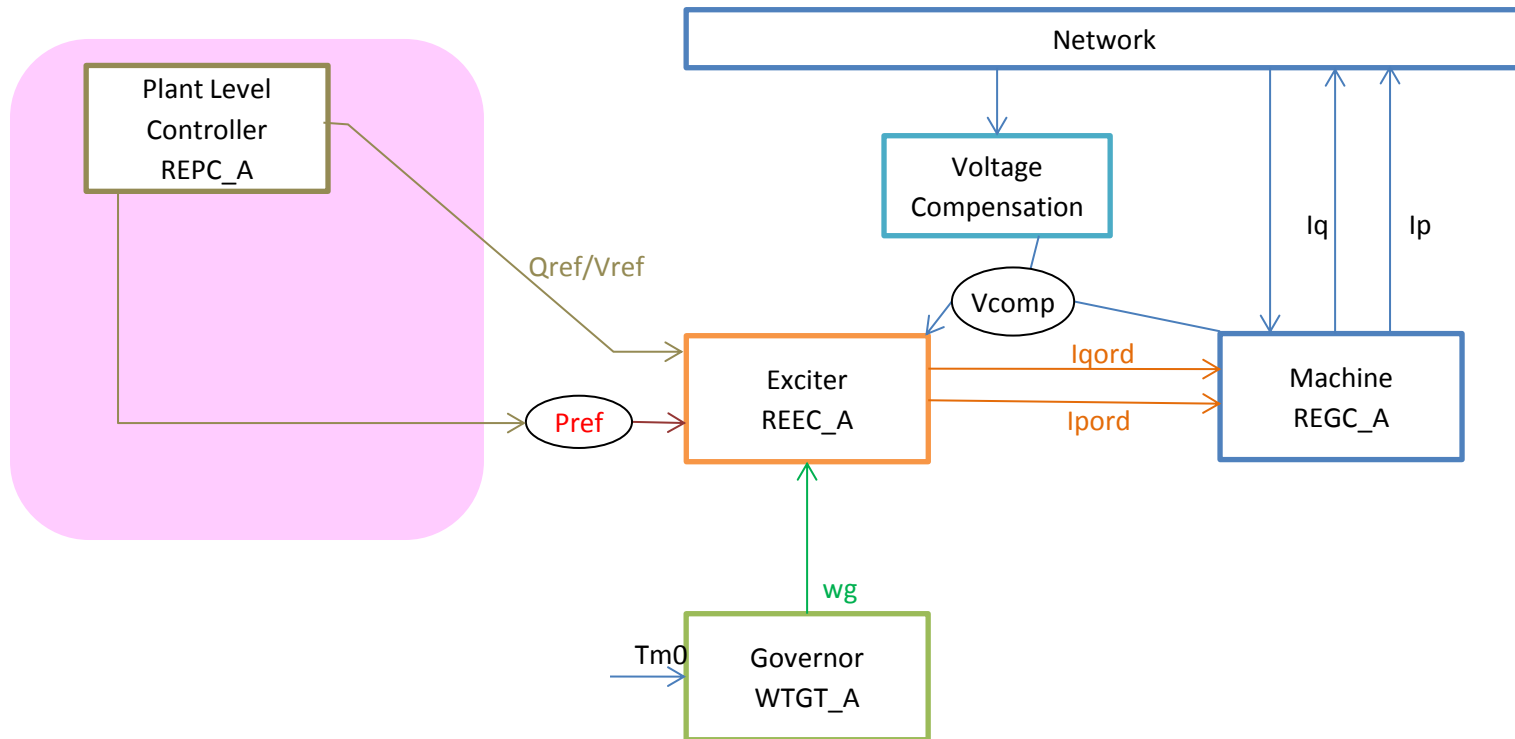 Network
Plant Level
Controller
REPC_A
Voltage
Compensation
Iq
Ip
Qref/Vref
Vcomp
Iqord
Exciter
REEC_A
Machine
REGC_A
Pref
Ipord
wg
Tm0
Governor
WTGT_A